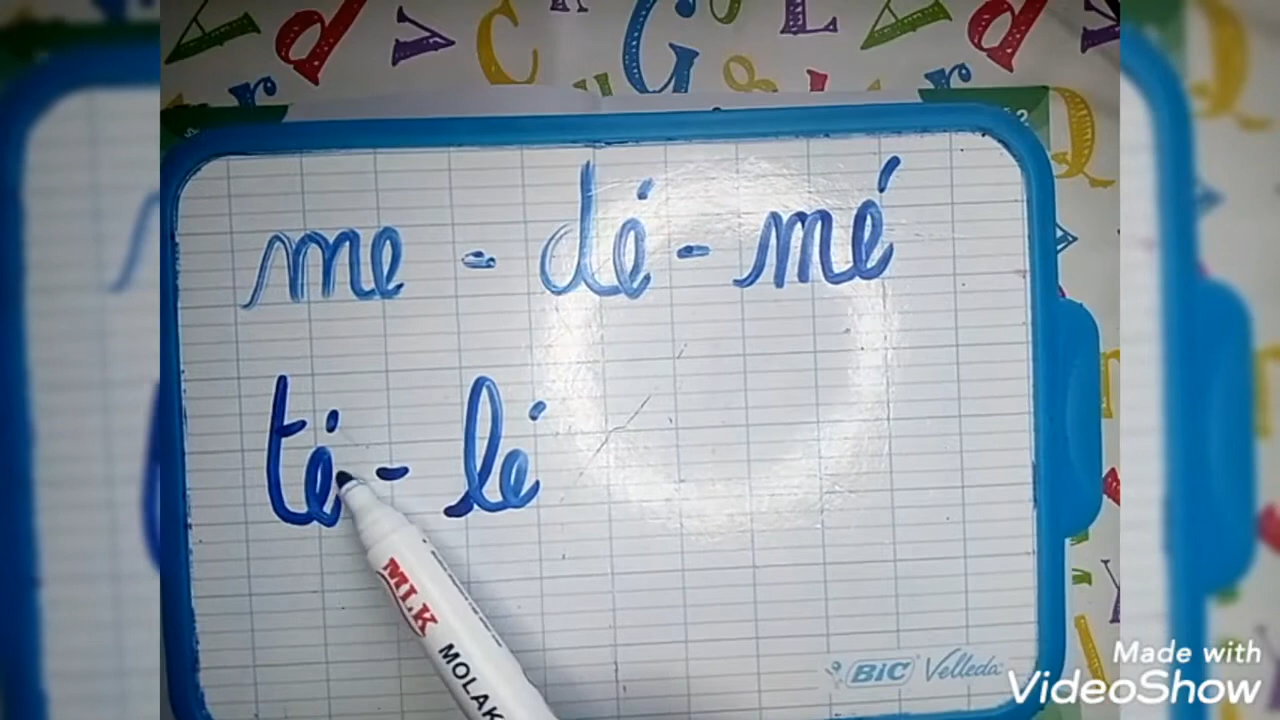 me - dé - mé
té - lé
MLK
MOLAK
BIC Velleda
Made with
VideoShow